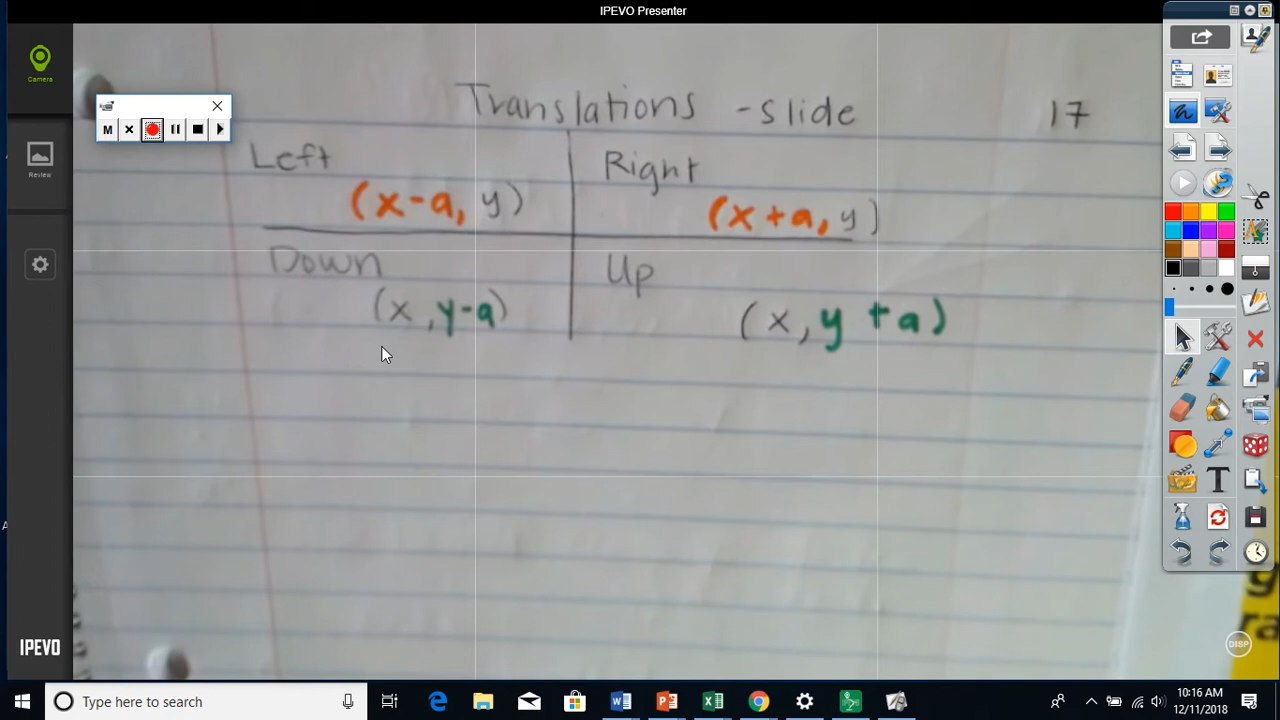 IPEVO Presenter
Camera
Review
IPEVO
M
Translations - slide 17
Left
(x-a, y)
Right
(x+a, y)
Down
(x, y-a)
Up
(x, y+a)
T
DISP
Type here to search
10:16 AM
12/11/2018